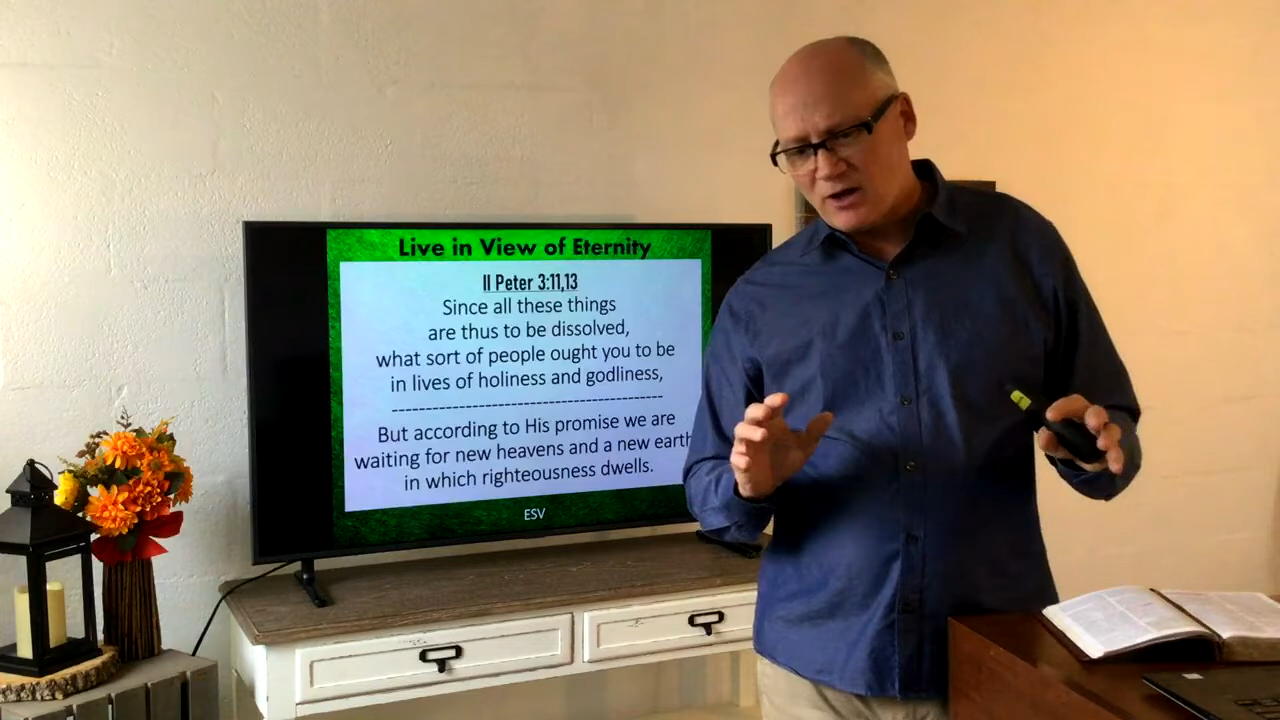 Live in View of Eternity
II Peter 3:11,13
Since all these things
are thus to be dissolved,
what sort of people ought you to be
in lives of holiness and godliness,
----------------------------------------
But according to His promise we are
waiting for new heavens and a new earth
in which righteousness dwells.
ESV